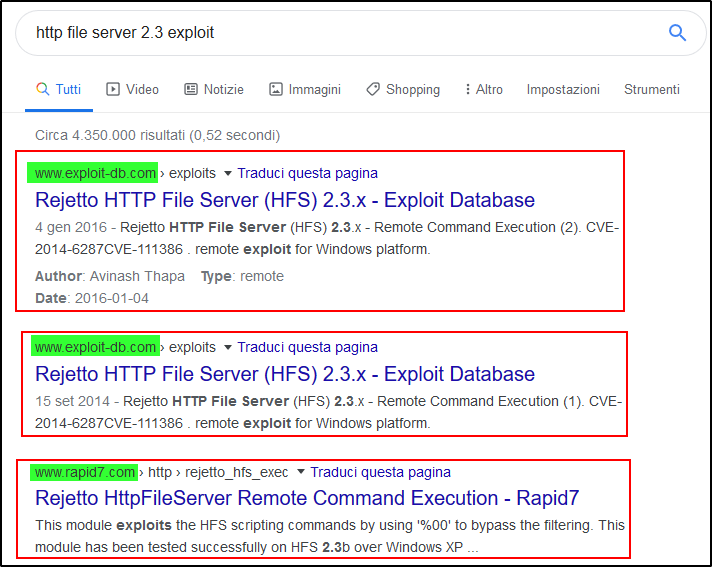 http file server 2.3 exploit
Tutti Video Notizie Immagini Shopping Altro Impostazioni Strumenti
Circa 4.350.000 risultati (0,52 secondi)
www.exploit-db.com › exploits Traduci questa pagina
Rejetto HTTP File Server (HFS) 2.3.x - Exploit Database
4 gen 2016 - Rejetto HTTP File Server (HFS) 2.3.x - Remote Command Execution (2). CVE-
2014-6287CVE-111386 . remote exploit for Windows platform.
Author: Avinash Thapa Type: remote
Date: 2016-01-04
www.exploit-db.com › exploits Traduci questa pagina
Rejetto HTTP File Server (HFS) 2.3.x - Exploit Database
15 set 2014 - Rejetto HTTP File Server (HFS) 2.3.x - Remote Command Execution (1). CVE-
2014-6287CVE-111386 . remote exploit for Windows platform.
www.rapid7.com › http › rejetto_hfs_exec Traduci questa pagina
Rejetto HttpFileServer Remote Command Execution - Rapid7
This module exploits the HFS scripting commands by using '%00' to bypass the filtering. This
module has been tested successfully on HFS 2.3b over Windows XP ...